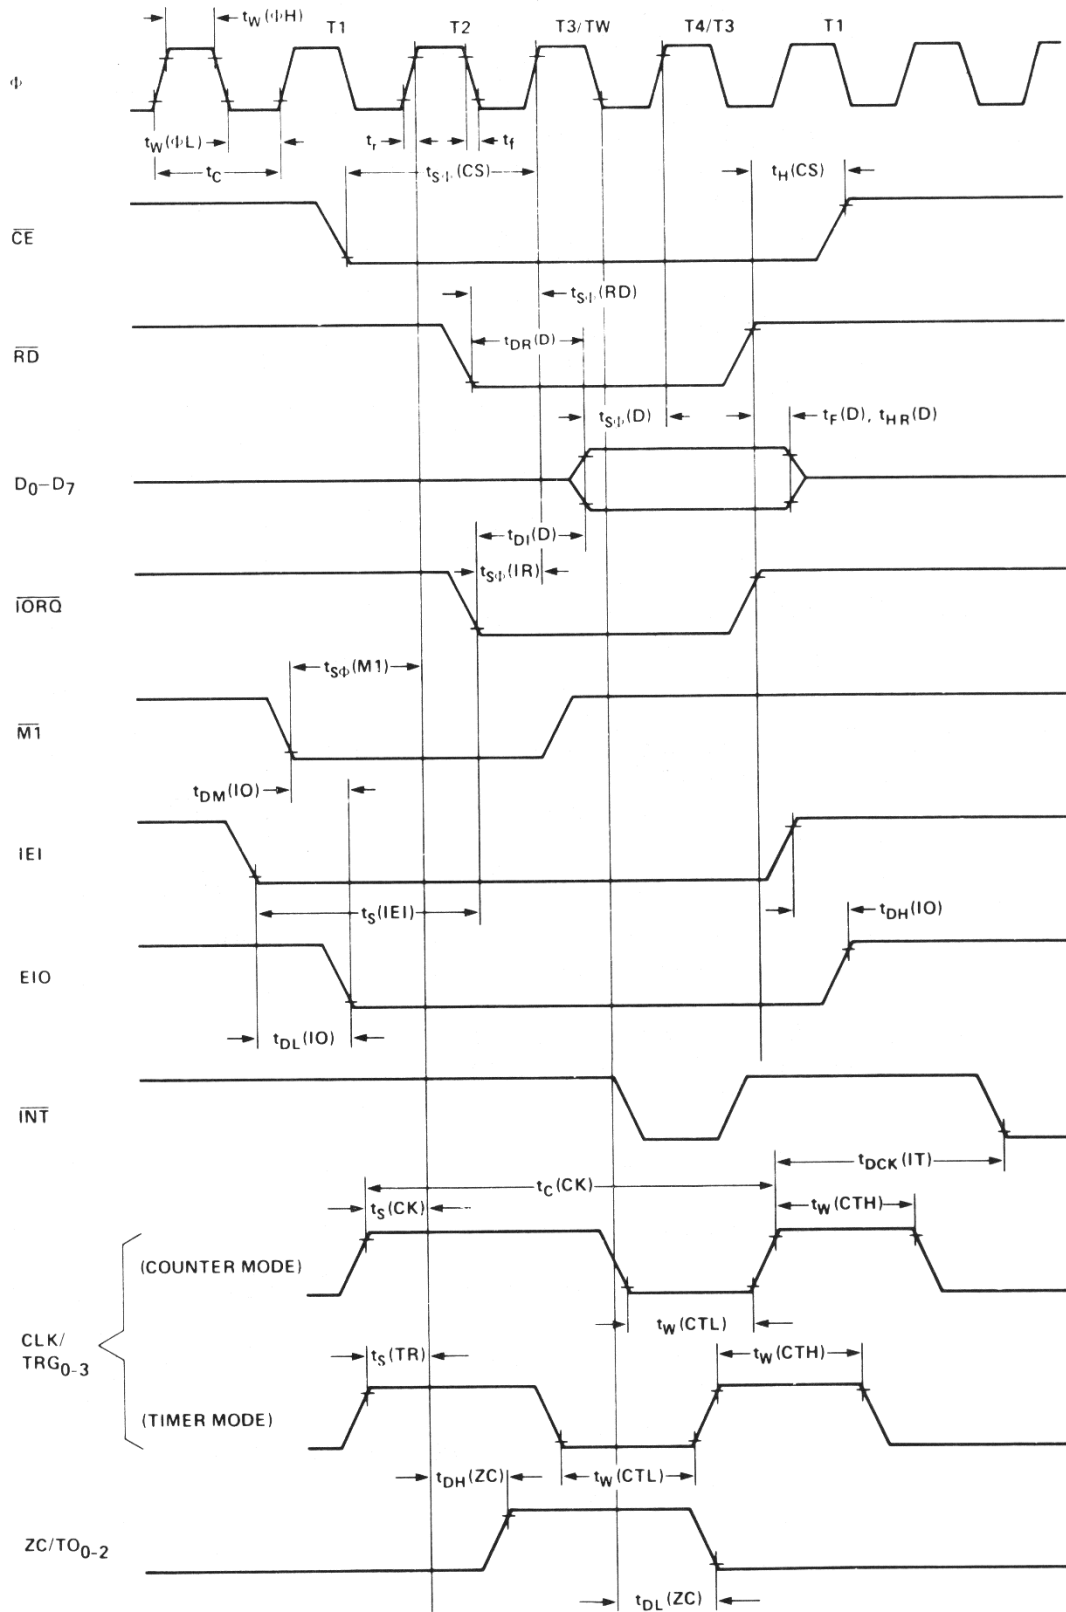 tW(ΦH) T1 T2 T3/TW T4/T3 T1
Φ
tW(ΦL) tr tf
tC tSΦ(CS) tH(CS)
CE
tSΦ(RD)
RD tDR(D)
tSΦ(D) tF(D), tHR(D)
D0–D7
tDI(D)
tSΦ(IR)
IORQ
tSΦ(M1)
M1
tDM(IO)
IEI
tS(IEI) tDH(IO)
EIO
tDL(IO)
INT
tDCK(IT)
tC(CK)
tS(CK) tW(CTH)
(COUNTER MODE)
tW(CTL)
CLK/
TRG0-3
tS(TR) tW(CTH)
(TIMER MODE)
tDH(ZC) tW(CTL)
ZC/TO0-2
tDL(ZC)